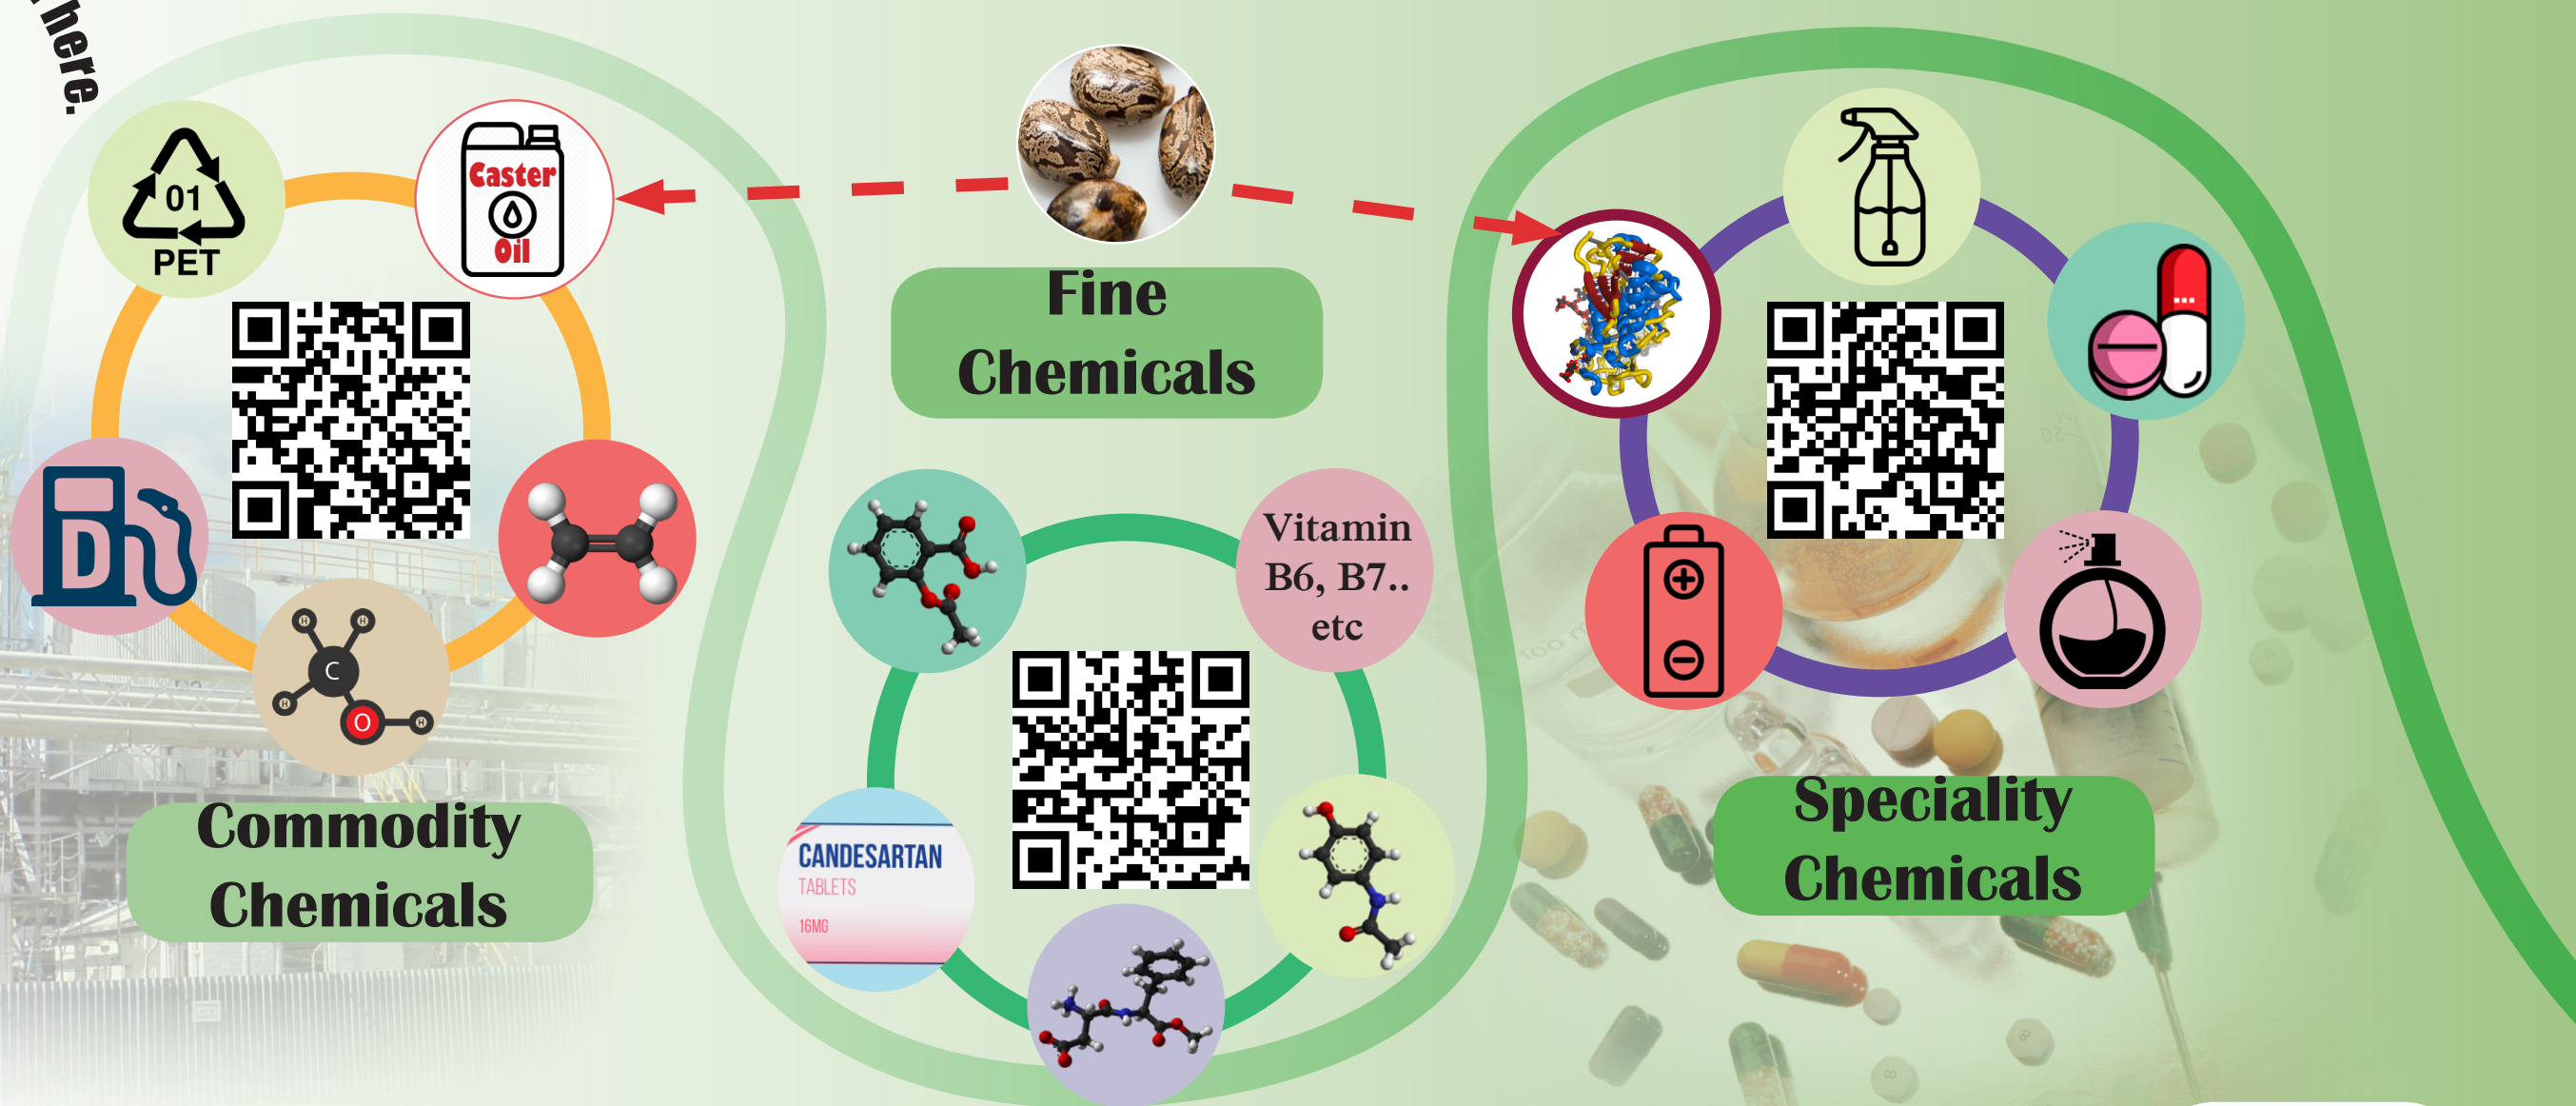 here.
01
PET
Caster
Oil
D
C
H
H
H
O
H
Commodity
Chemicals
Fine
Chemicals
Vitamin
B6, B7..
etc
CANDESARTAN
TABLETS
16MG
Speciality
Chemicals